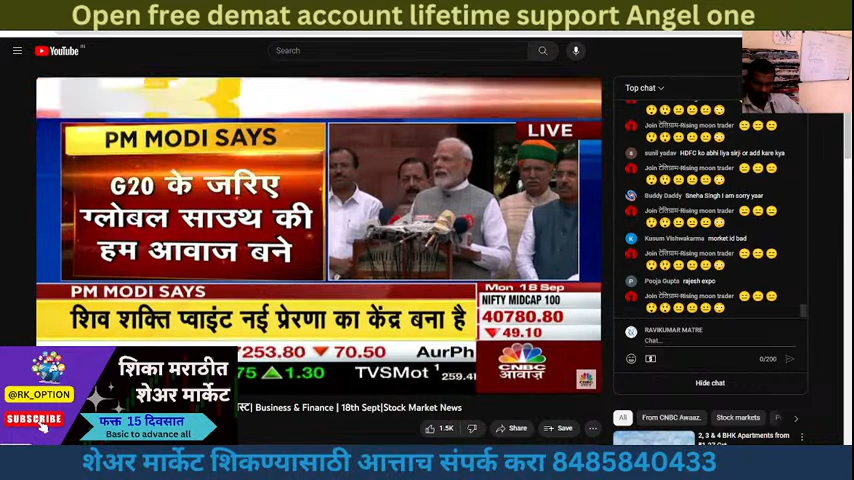 Open free demat account lifetime support Angel one
YouTube
IN
Search
PM MODI SAYS
G20 के जरिए
ग्लोबल साउथ की
हम आवाज बने
LIVE
Mon 18 Sep
PM MODI SAYS
NIFTY MIDCAP 100
शिव शक्ति प्वाइंट नई प्रेरणा का केंद्र बना है
40780.80
49.10
253.80 70.50 AurPh
75 1.30 TVSMot 259.4
CNBC
आवाज़
Top chat
Join टेलिग्राम-Rising moon trader
sunil yadav HDFC ko abhi liya sirji or add kare kya
Join टेलिग्राम-Rising moon trader
Buddy Daddy Sneha Singh I am sorry year
Join टेलिग्राम-Rising moon trader
Kusum Vishwakarma market id bad
Join टेलिग्राम-Rising moon trader
Pooja Gupta rajesh expo
Join टेलिग्राम-Rising moon trader
RAVIKUMAR MATRE
Chat...
0/200
Hide chat
All From CNBC Awaaz. Stock markets
2, 3 & 4 BHK Apartments from
| Business & Finance | 18th Sept|Stock Market News
1.5K Share Save
शिका मराठीत
शेअर मार्केट
@RK_OPTION
SUBSCRIBE
फक्त 15 दिवसात
Basic to advance all
शेअर मार्केट शिकण्यासाठी आत्ताच संपर्क करा 8485840433